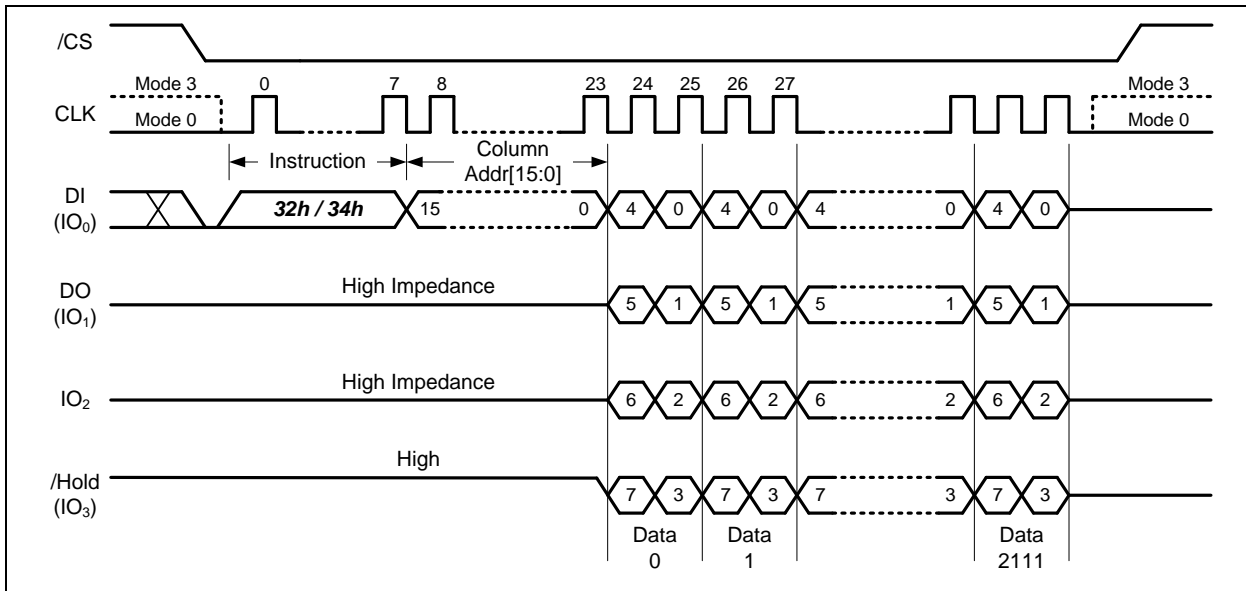 /CS
Mode 3 0 7 8 23 24 25 26 27 Mode 3
CLK
Mode 0 Mode 0
Instruction Column
Addr[15:0]
DI
(IO0) 32h / 34h 15 0 4 0 4 0 4 0 4 0
High Impedance
DO
(IO1) 5 1 5 1 5 1 5 1
High Impedance
IO2 6 2 6 2 6 2 6 2
High
/Hold
(IO3) 7 3 7 3 7 3 7 3
Data Data Data
0 1 2111